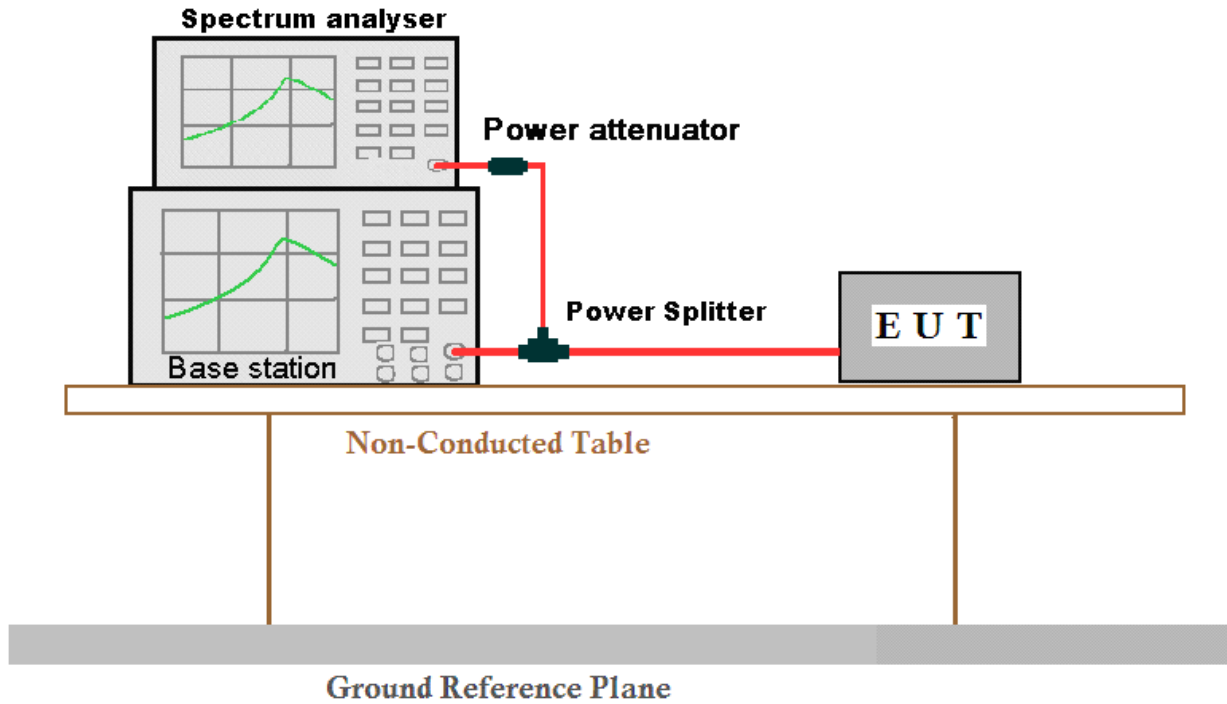 Spectrum analyser
Power attenuator
Power Splitter
E U T
Base station
Non-Conducted Table
Ground Reference Plane